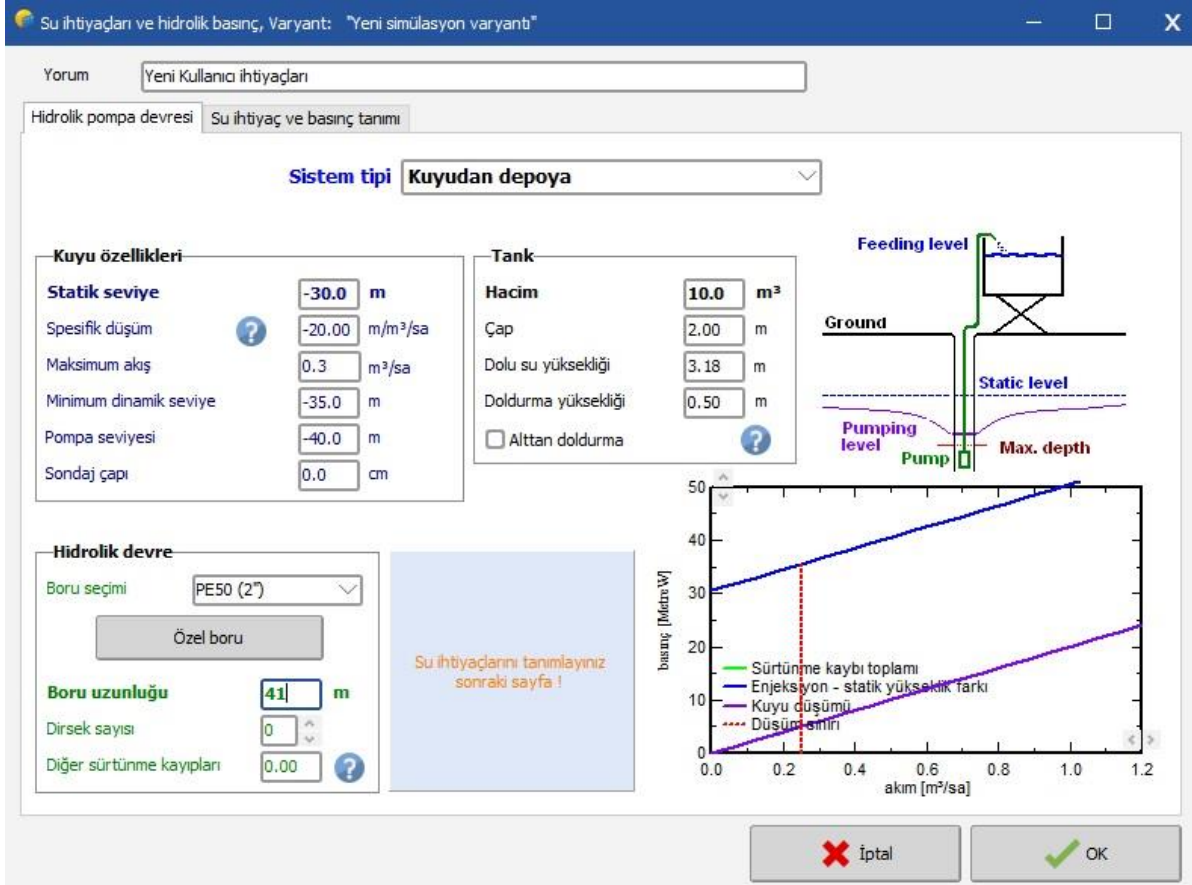 Su ihtiyaçları ve hidrolik basınç, Varyant: "Yeni simülasyon varyantı"
Yorum Yeni Kullanıcı ihtiyaçları
Hidrolik pompa devresi Su ihtiyaç ve basınç tanımı
Sistem tipi Kuyudan depoya
Kuyu özellikleri
Statik seviye -30.0 m
Spesifik düşüm ? -20.00 m/m³/sa
Maksimum akış 0.3 m³/sa
Minimum dinamik seviye -35.0 m
Pompa seviyesi -40.0 m
Sondaj çapı 0.0 cm
Tank
Hacim 10.0 m³
Çap 2.00 m
Dolu su yüksekliği 3.18 m
Doldurma yüksekliği 0.50 m
Alttan doldurma ?
Feeding level
Ground
Static level
Pumping
level
Max. depth
Pump
Hidrolik devre
Boru seçimi PE50 (2")
Özel boru
Boru uzunluğu 41 m
Dirsek sayısı 0
Diğer sürtünme kayıpları 0.00 ?
Su ihtiyaçlarını tanımlayınız
sonraki sayfa !
basınç [MetreW]
50
40
30
20
10
0
Sürtünme kaybı toplamı
Enjeksiyon - statik yükseklik farkı
Kuyu düşümü
Düşüm sınırı
0.0 0.2 0.4 0.6 0.8 1.0 1.2
akım [m³/sa]
İptal OK